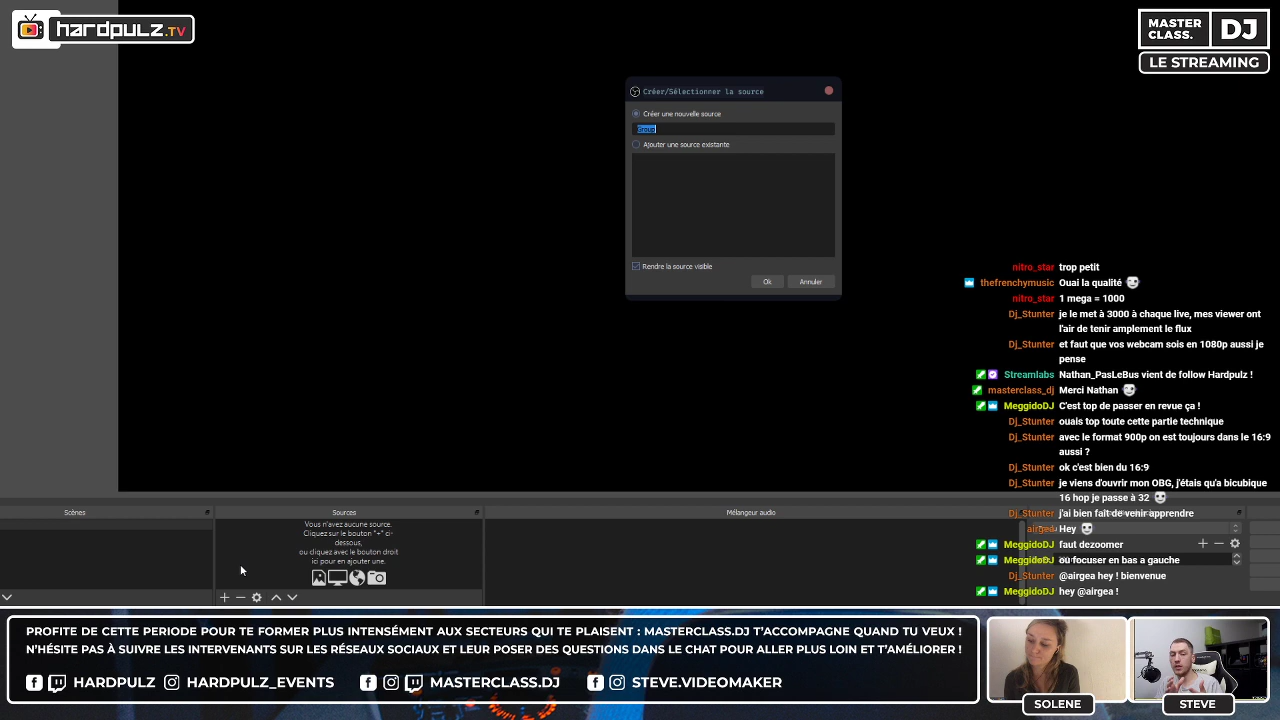 hardpulz.TV
MASTER
CLASS.
DJ
LE STREAMING
Créer/Sélectionner la source
Créer une nouvelle source
Group
Ajouter une source existante
Rendre la source visible
Ok
Annuler
nitro_star trop petit
thefrenchymusic Ouai la qualité
nitro_star 1 mega = 1000
Dj_Stunter je le met à 3000 à chaque live, mes viewer ont
l'air de tenir amplement le flux
Dj_Stunter et faut que vos webcam sois en 1080p aussi je
pense
Streamlabs Nathan_PasLeBus vient de follow Hardpulz !
masterclass_dj Merci Nathan
MeggidoDJ C'est top de passer en revue ça !
Dj_Stunter ouais top toute cette partie technique
Dj_Stunter avec le format 900p on est toujours dans le 16:9
aussi ?
Dj_Stunter ok c'est bien du 16:9
Dj_Stunter je viens d'ouvrir mon OBG, j'étais qu'a bicubique
16 hop je passe à 32
Dj_Stunter j'ai bien fait de venir apprendre
airgea Hey
MeggidoDJ faut dezoomer
MeggidoDJ ou focuser en bas a gauche
Dj_Stunter @airgea hey ! bienvenue
MeggidoDJ hey @airgea !
Scènes
Sources
Mélangeur audio
Vous n'avez aucune source.
Cliquez sur le bouton "+" ci-
dessous,
ou cliquez avec le bouton droit
ici pour en ajouter une.
PROFITE DE CETTE PERIODE POUR TE FORMER PLUS INTENSÉMENT AUX SECTEURS QUI TE PLAISENT : MASTERCLASS.DJ T'ACCOMPAGNE QUAND TU VEUX !
N'HÉSITE PAS À SUIVRE LES INTERVENANTS SUR LES RÉSEAUX SOCIAUX ET LEUR POSER DES QUESTIONS DANS LE CHAT POUR ALLER PLUS LOIN ET T'AMÉLIORER !
HARDPULZ HARDPULZ_EVENTS MASTERCLASS.DJ STEVE.VIDEOMAKER
SOLENE
STEVE